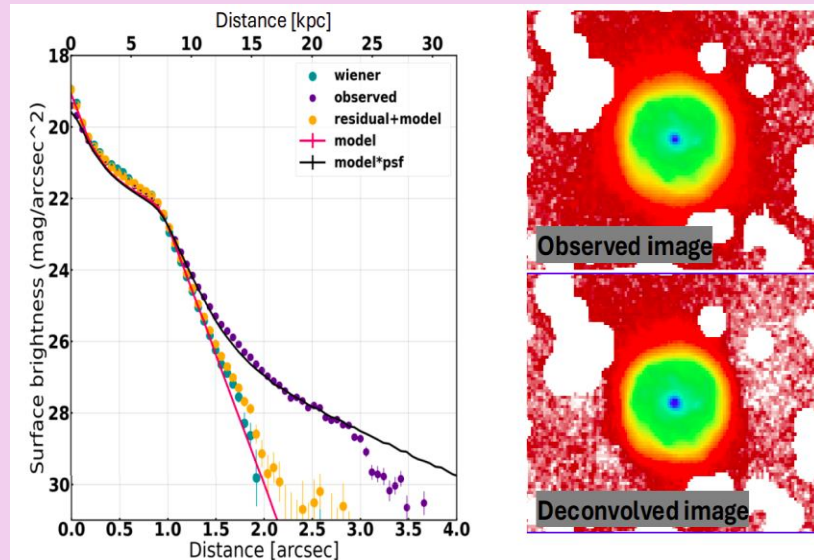 Distance [kpc]
0 5 10 15 20 25 30
18
20
22
24
26
28
30
Surface brightness (mag/arcsec^2)
wiener
observed
residual+model
model
model*psf
0.0 0.5 1.0 1.5 2.0 2.5 3.0 3.5 4.0
Distance [arcsec]
Observed image
Deconvolved image